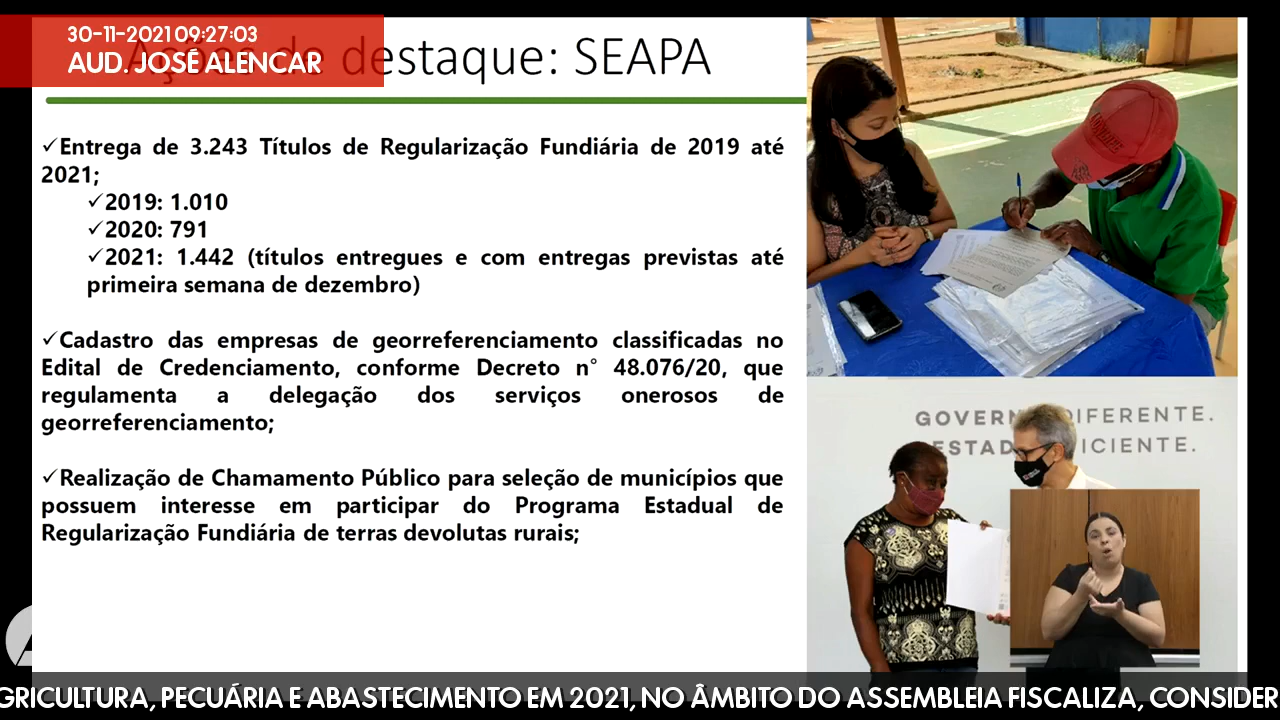 30-11-2021 09:27:03
AUD. JOSÉ ALENCAR
Ações de destaque: SEAPA
✓Entrega de 3.243 Títulos de Regularização Fundiária de 2019 até
2021;
✓2019: 1.010
✓2020: 791
✓2021: 1.442 (títulos entregues e com entregas previstas até
primeira semana de dezembro)
✓Cadastro das empresas de georreferenciamento classificadas no
Edital de Credenciamento, conforme Decreto n° 48.076/20, que
regulamenta a delegação dos serviços onerosos de
georreferenciamento;
✓Realização de Chamamento Público para seleção de municípios que
possuem interesse em participar do Programa Estadual de
Regularização Fundiária de terras devolutas rurais;
GOVERN DIFERENTE.
ESTAD ICIENTE.
GRICULTURA, PECUÁRIA E ABASTECIMENTO EM 2021, NO ÂMBITO DO ASSEMBLEIA FISCALIZA, CONSIDER